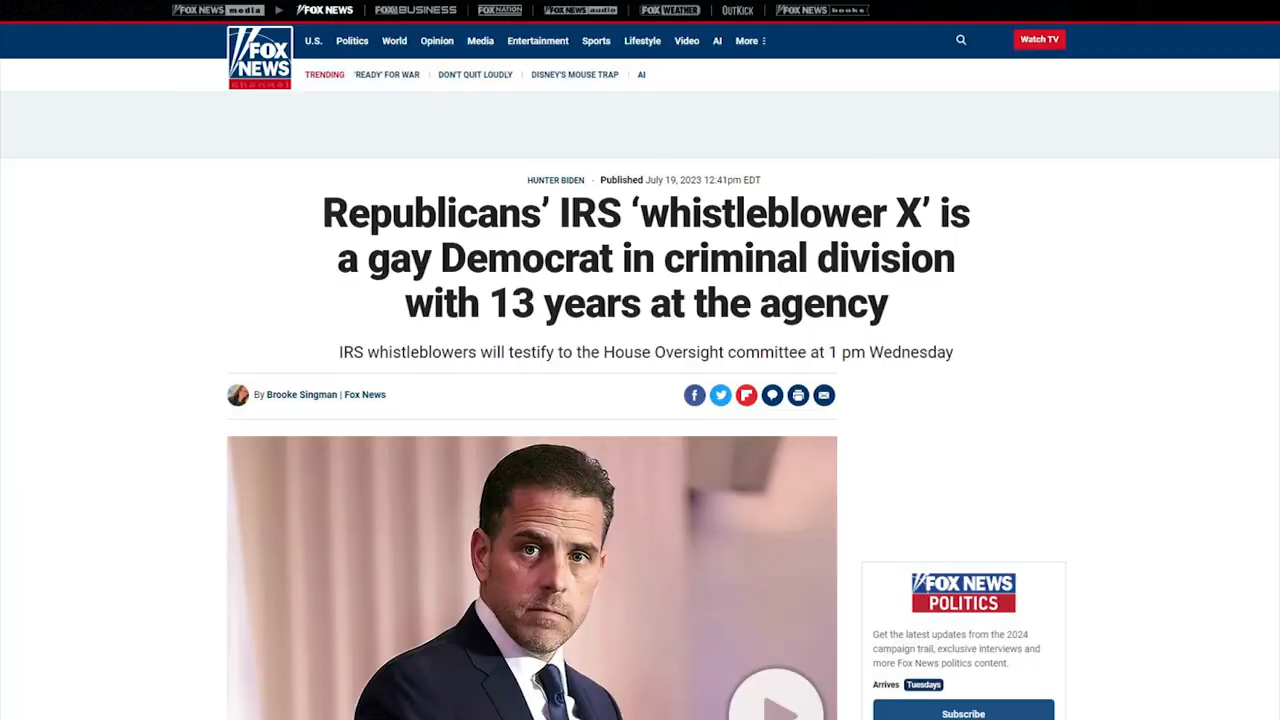 FOX NEWS media FOX NEWS FOX BUSINESS FOX NATION FOX NEWS audio FOX WEATHER OUTKICK FOX NEWS books
FOX NEWS channel
U.S. Politics World Opinion Media Entertainment Sports Lifestyle Video AI More Watch TV
TRENDING 'READY' FOR WAR DON'T QUIT LOUDLY DISNEY'S MOUSE TRAP AI
HUNTER BIDEN · Published July 19, 2023 12:41pm EDT
Republicans' IRS 'whistleblower X' is
a gay Democrat in criminal division
with 13 years at the agency
IRS whistleblowers will testify to the House Oversight committee at 1 pm Wednesday
By Brooke Singman | Fox News
FOX NEWS
POLITICS
Get the latest updates from the 2024
campaign trail, exclusive interviews and
more Fox News politics content.
Arrives Tuesdays
Subscribe